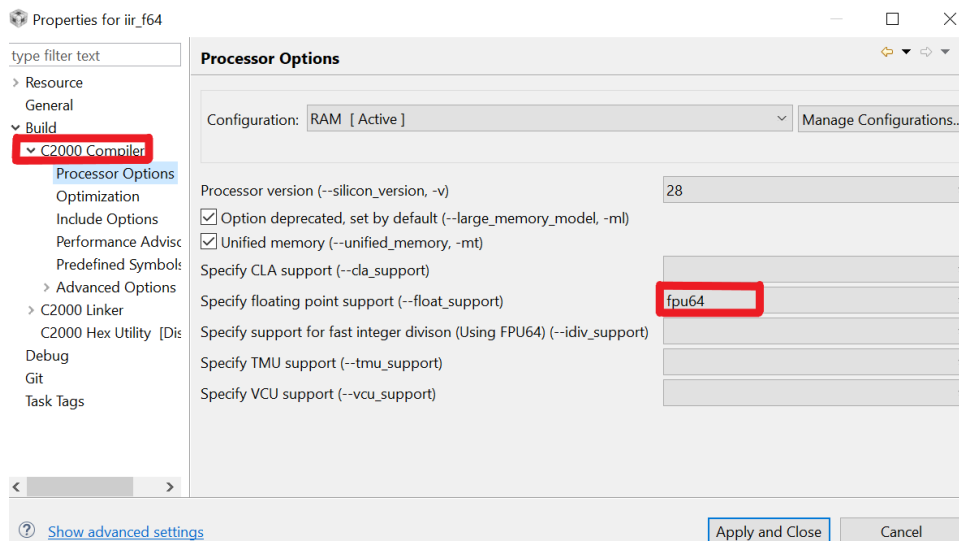 Properties for iir_f64
type filter text
Resource
General
Build
C2000 Compiler
Processor Options
Optimization
Include Options
Performance Advisc
Predefined Symbols
Advanced Options
C2000 Linker
C2000 Hex Utility [Dis
Debug
Git
Task Tags
Processor Options
Configuration: RAM [ Active ] Manage Configurations..
Processor version (--silicon_version, -v) 28
Option deprecated, set by default (--large_memory_model, -ml)
Unified memory (--unified_memory, -mt)
Specify CLA support (--cla_support)
Specify floating point support (--float_support) fpu64
Specify support for fast integer divison (Using FPU64) (--idiv_support)
Specify TMU support (--tmu_support)
Specify VCU support (--vcu_support)
Show advanced settings
Apply and Close Cancel